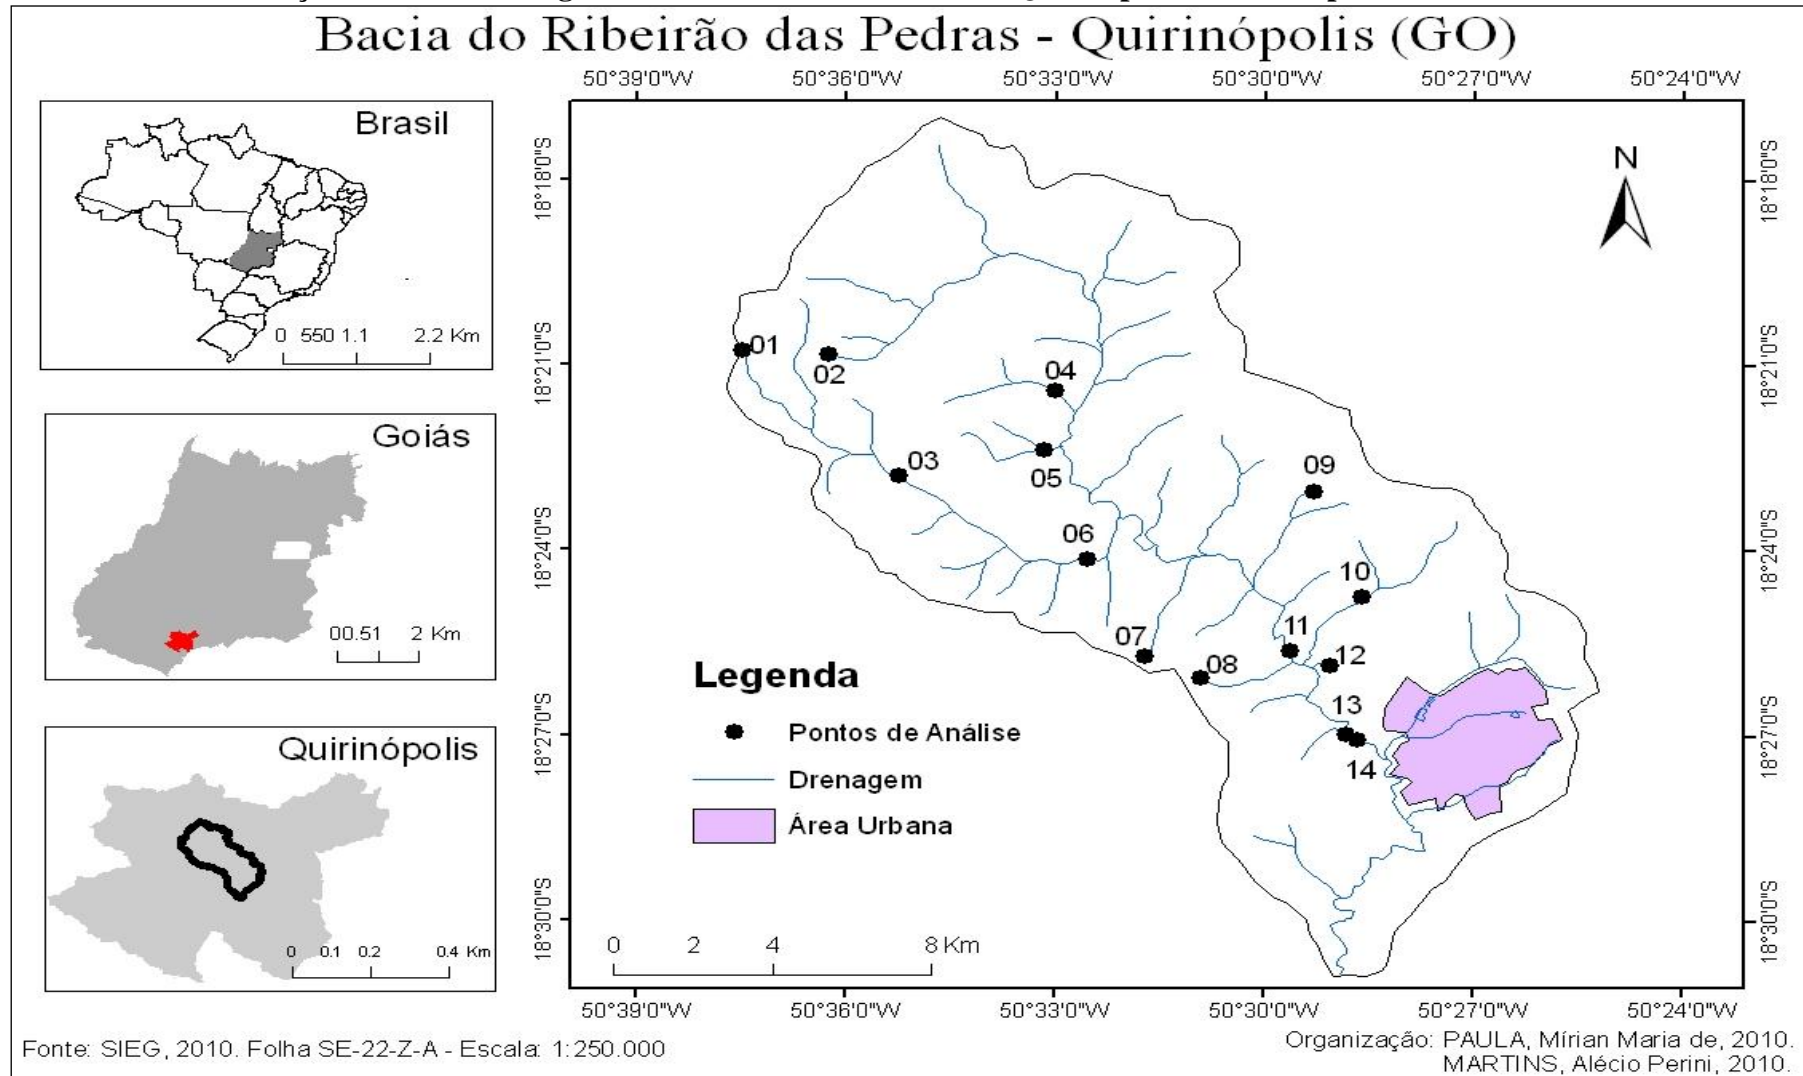 Bacia do Ribeirão das Pedras - Quirinópolis (GO)
Brasil
0 550 1.1 2.2 Km
Goiás
00.51 2 Km
Quirinópolis
0 0.1 0.2 0.4 Km
50°39'0"W 50°36'0"W 50°33'0"W 50°30'0"W 50°27'0"W 50°24'0"W
18°18'0"S 18°18'0"S
18°21'0"S 18°21'0"S
18°24'0"S 18°24'0"S
18°27'0"S 18°27'0"S
18°30'0"S 18°30'0"S
N
01
02
03
04
05
06
07
08
09
10
11
12
13
14
Legenda
Pontos de Análise
Drenagem
Área Urbana
0 2 4 8 Km
50°39'0"W 50°36'0"W 50°33'0"W 50°30'0"W 50°27'0"W 50°24'0"W
Fonte: SIEG, 2010. Folha SE-22-Z-A - Escala: 1:250.000
Organização: PAULA, Mírian Maria de, 2010.
MARTINS, Alécio Perini, 2010.